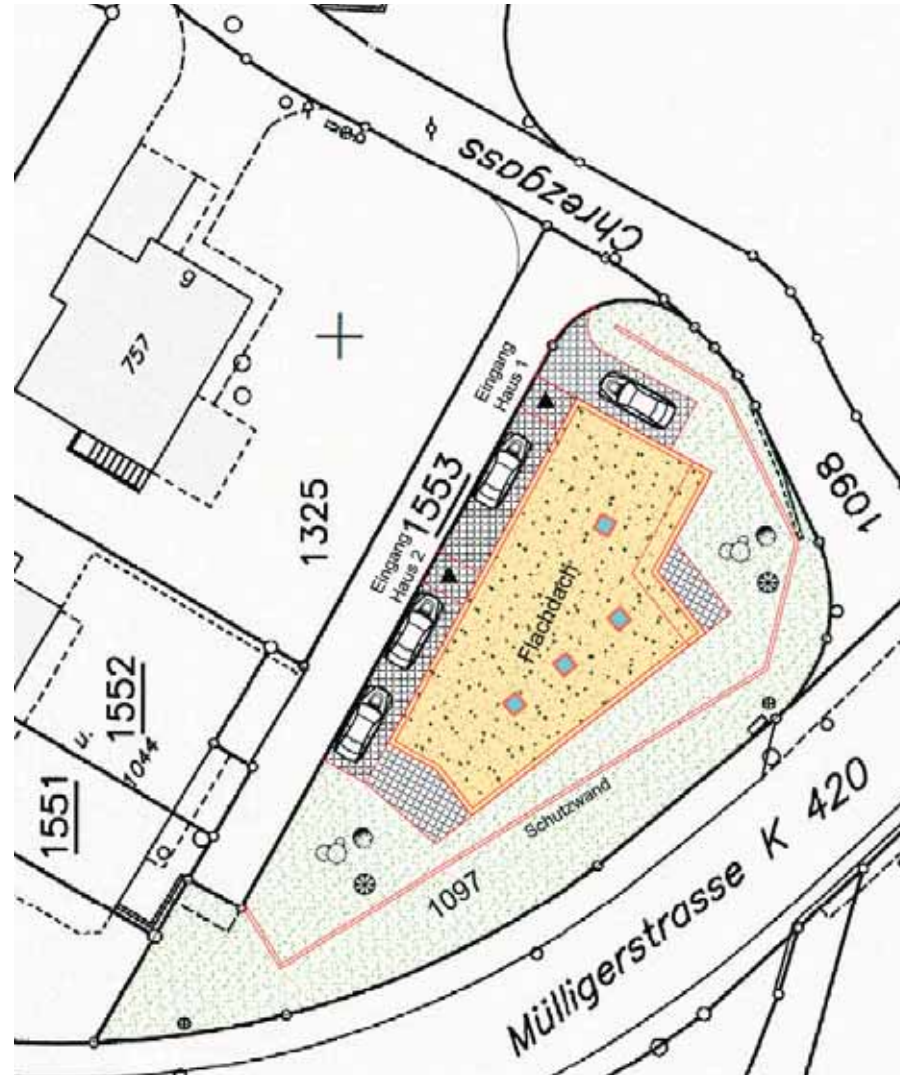 Chrezgass
9
757
Eingang
Haus 1
1098
1553
1325
Eingang
Haus 2
Flachdach
1552
u.
1044
1551
Schutzwand
1097
Mülligerstrasse K 420